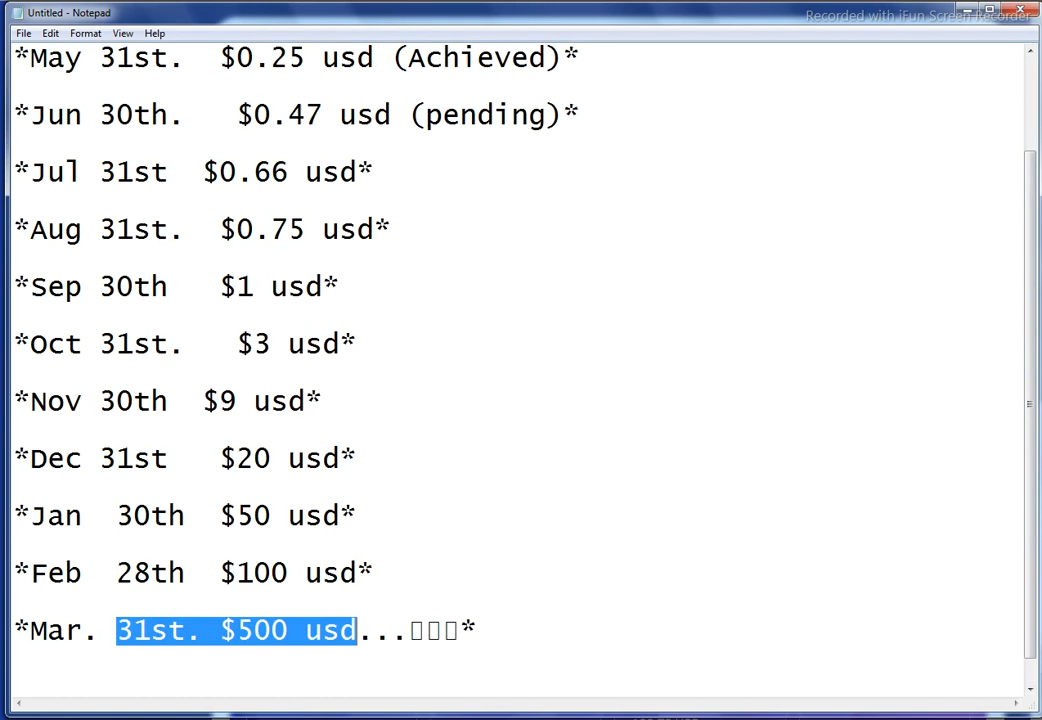 Untitled - Notepad
Recorded with iFun Screen Recorder
File Edit Format View Help
*May 31st.  $0.25 usd (Achieved)*
*Jun 30th.   $0.47 usd (pending)*
*Jul 31st  $0.66 usd*
*Aug 31st.  $0.75 usd*
*Sep 30th   $1 usd*
*Oct 31st.   $3 usd*
*Nov 30th  $9 usd*
*Dec 31st   $20 usd*
*Jan  30th  $50 usd*
*Feb  28th  $100 usd*
*Mar. 31st. $500 usd...▯▯▯*